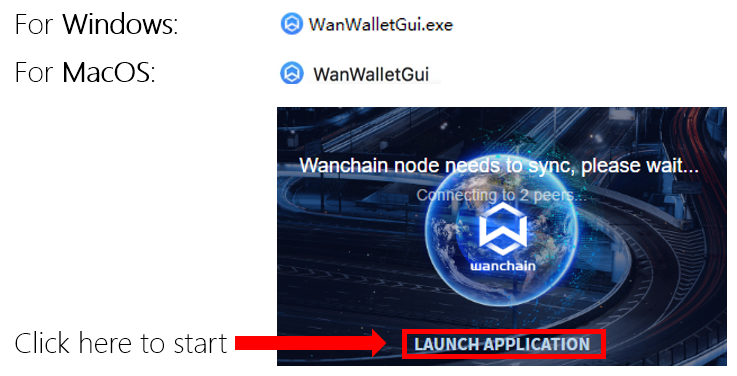 For Windows:
WanWalletGui.exe
For MacOS:
WanWalletGui
Wanchain node needs to sync, please wait...
Connecting to 2 peers...
wanchain
Click here to start
LAUNCH APPLICATION